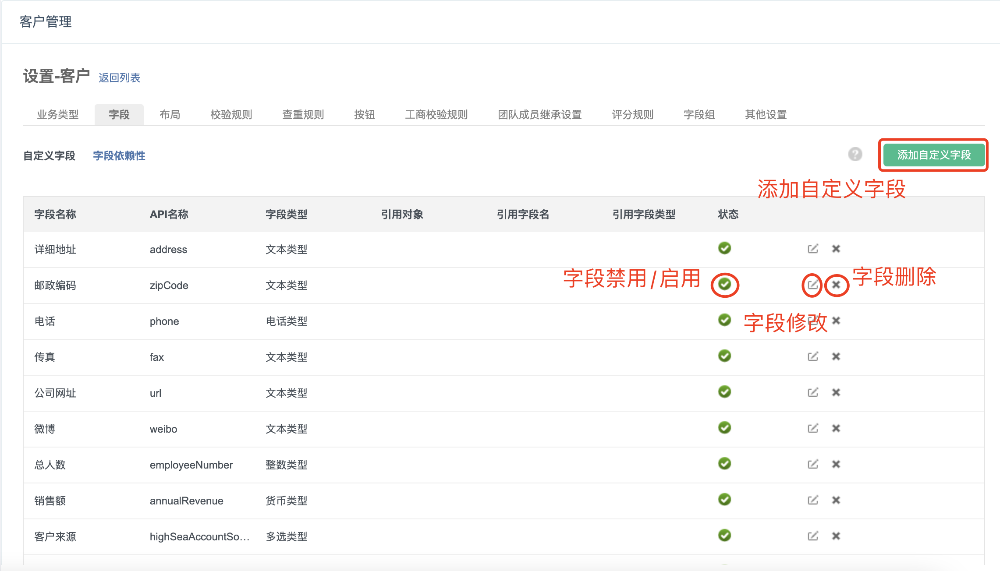 客户管理
设置-客户 返回列表
业务类型 字段 布局 校验规则 查重规则 按钮 工商校验规则 团队成员继承设置 评分规则 字段组 其他设置
自定义字段 字段依赖性 ? 添加自定义字段
添加自定义字段
字段名称 API名称 字段类型 引用对象 引用字段名 引用字段类型 状态
详细地址 address 文本类型
字段禁用/启用 字段删除
邮政编码 zipCode 文本类型
电话 phone 电话类型 字段修改
传真 fax 文本类型
公司网址 url 文本类型
微博 weibo 文本类型
总人数 employeeNumber 整数类型
销售额 annualRevenue 货币类型
客户来源 highSeaAccountSo... 多选类型